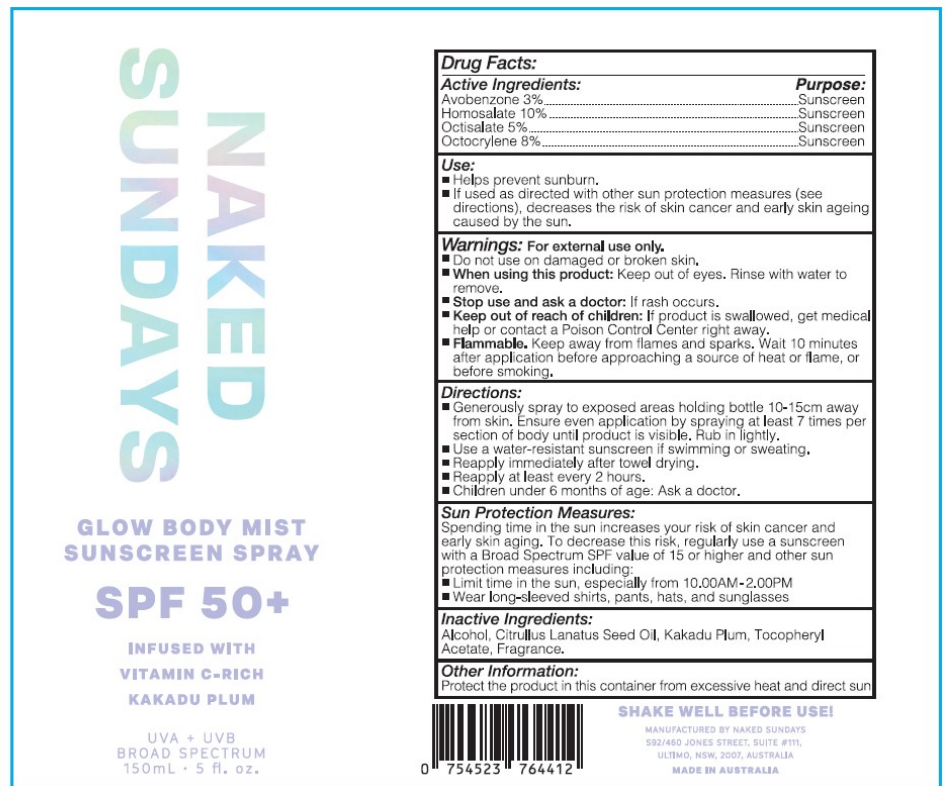 NAKED
SUNDAYS
GLOW BODY MIST
SUNSCREEN SPRAY
SPF 50+
INFUSED WITH
VITAMIN C-RICH
KAKADU PLUM
UVA + UVB
BROAD SPECTRUM
150mL · 5 fl. oz.
Drug Facts:
Active Ingredients: Purpose:
Avobenzone 3%....Sunscreen
Homosalate 10%....Sunscreen
Octisalate 5%....Sunscreen
Octocrylene 8%....Sunscreen
Use:
■ Helps prevent sunburn.
■ If used as directed with other sun protection measures (see
directions), decreases the risk of skin cancer and early skin ageing
caused by the sun.
Warnings: For external use only.
■ Do not use on damaged or broken skin.
■ When using this product: Keep out of eyes. Rinse with water to
remove.
■ Stop use and ask a doctor: If rash occurs.
■ Keep out of reach of children: If product is swallowed, get medical
help or contact a Poison Control Center right away.
■ Flammable. Keep away from flames and sparks. Wait 10 minutes
after application before approaching a source of heat or flame, or
before smoking.
Directions:
■ Generously spray to exposed areas holding bottle 10-15cm away
from skin. Ensure even application by spraying at least 7 times per
section of body until product is visible. Rub in lightly.
■ Use a water-resistant sunscreen if swimming or sweating.
■ Reapply immediately after towel drying.
■ Reapply at least every 2 hours.
■ Children under 6 months of age: Ask a doctor.
Sun Protection Measures:
Spending time in the sun increases your risk of skin cancer and
early skin aging. To decrease this risk, regularly use a sunscreen
with a Broad Spectrum SPF value of 15 or higher and other sun
protection measures including:
■ Limit time in the sun, especially from 10.00AM-2.00PM
■ Wear long-sleeved shirts, pants, hats, and sunglasses
Inactive Ingredients:
Alcohol, Citrullus Lanatus Seed Oil, Kakadu Plum, Tocopheryl
Acetate, Fragrance.
Other Information:
Protect the product in this container from excessive heat and direct sun
0 754523 764412
SHAKE WELL BEFORE USE!
MANUFACTURED BY NAKED SUNDAYS
S92/460 JONES STREET, SUITE #111,
ULTIMO, NSW, 2007, AUSTRALIA
MADE IN AUSTRALIA